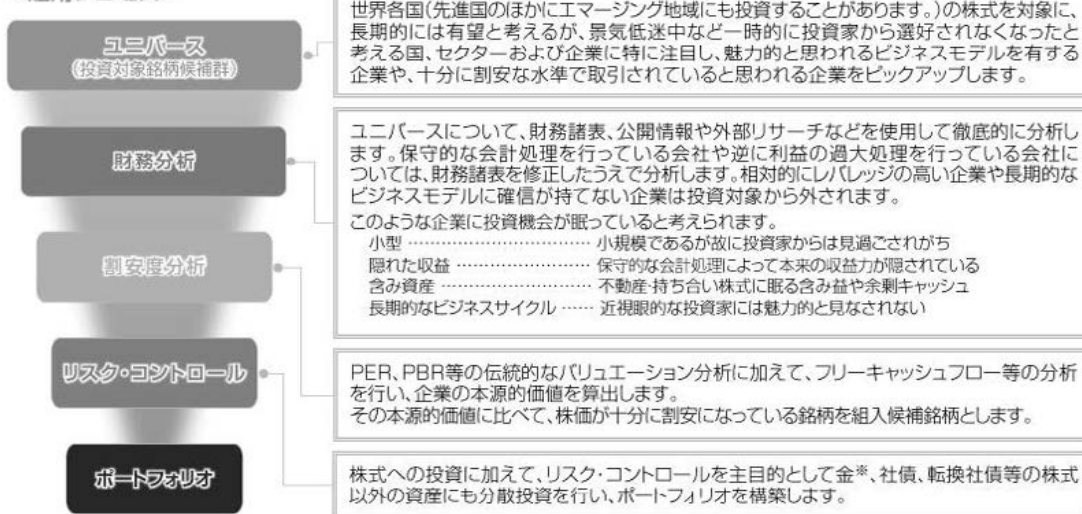 世界各国(先進国のほかにエマージング地域にも投資することがあります。)の株式を対象に、
長期的には有望と考えるが、景気低迷中など一時的に投資家から選好されなくなったと
考える国、セクターおよび企業に特に注目し、魅力的と思われるビジネスモデルを有する
企業や、十分に割安な水準で取引されていると思われる企業をピックアップします。
ユニバース
(投資対象銘柄候補群)
財務分析
ユニバースについて、財務諸表、公開情報や外部リサーチなどを使用して徹底的に分析し
ます。保守的な会計処理を行っている会社や逆に利益の過大処理を行っている会社に
ついては、財務諸表を修正したうえで分析します。相対的にレバレッジの高い企業や長期的な
ビジネスモデルに確信が持てない企業は投資対象から外されます。
このような企業に投資機会が眠っていると考えられます。
小型 ································ 小規模であるが故に投資家からは見過ごされがち
隠れた収益 ························ 保守的な会計処理によって本来の収益力が隠されている
含み資産 ··························· 不動産・持ち合い株式に眠る含み益や余剰キャッシュ
長期的なビジネスサイクル ······ 近視眼的な投資家には魅力的と見なされない
割安度分析
リスク・コントロール
PER、PBR等の伝統的なバリュエーション分析に加えて、フリーキャッシュフロー等の分析
を行い、企業の本源的価値を算出します。
その本源的価値に比べて、株価が十分に割安になっている銘柄を組入候補銘柄とします。
ポートフォリオ
株式への投資に加えて、リスク・コントロールを主目的として金※、社債、転換社債等の株式
以外の資産にも分散投資を行い、ポートフォリオを構築します。